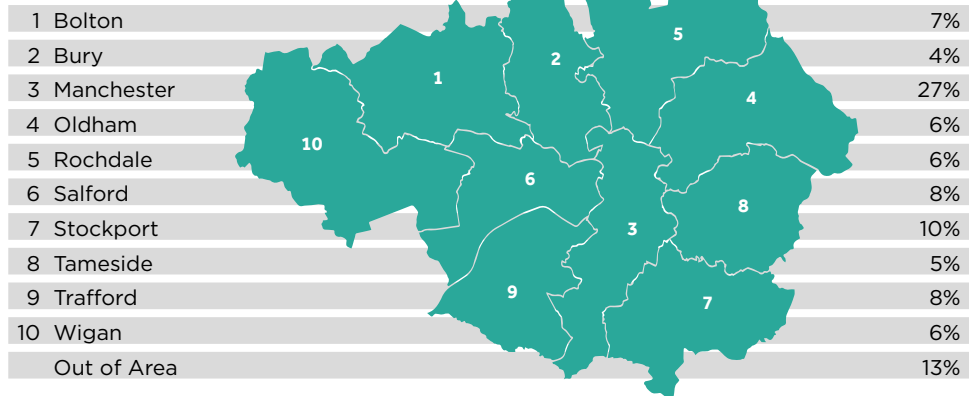 1 Bolton 7%
2 Bury 4%
3 Manchester 27%
4 Oldham 6%
5 Rochdale 6%
6 Salford 8%
7 Stockport 10%
8 Tameside 5%
9 Trafford 8%
10 Wigan 6%
Out of Area 13%
5
2
1
4
10
6
8
3
9
7